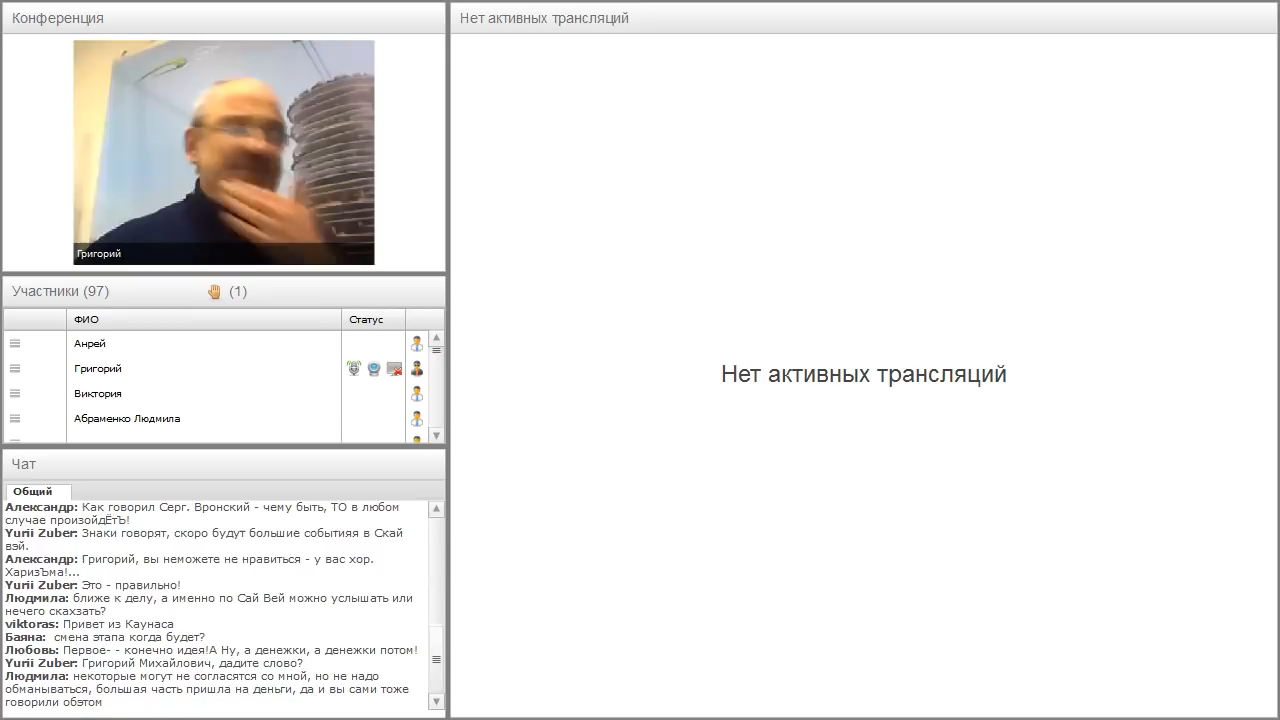 Конференция
Нет активных трансляций
Григорий
Участники (97)
(1)
ФИО
Статус
Анрей
Григорий
Виктория
Абраменко Людмила
Нет активных трансляций
Чат
Общий
Александр: Как говорил Серг. Вронский - чему быть, ТО в любом
случае произойдЁтЪ!
Yurii Zuber: Знаки говорят, скоро будут большие событияя в Скай
вэй.
Александр: Григорий, вы неможете не нравиться - у вас хор.
ХаризЪма!...
Yurii Zuber: Это - правильно!
Людмила: ближе к делу, а именно по Сай Вей можно услышать или
нечего скахзать?
viktoras: Привет из Каунаса
Баяна: смена этапа когда будет?
Любовь: Первое- - конечно идея!А Ну, а денежки, а денежки потом!
Yurii Zuber: Григорий Михайлович, дадите слово?
Людмила: некоторые могут не согласятся со мной, но не надо
обманываться, большая часть пришла на деньги, да и вы сами тоже
говорили обэтом